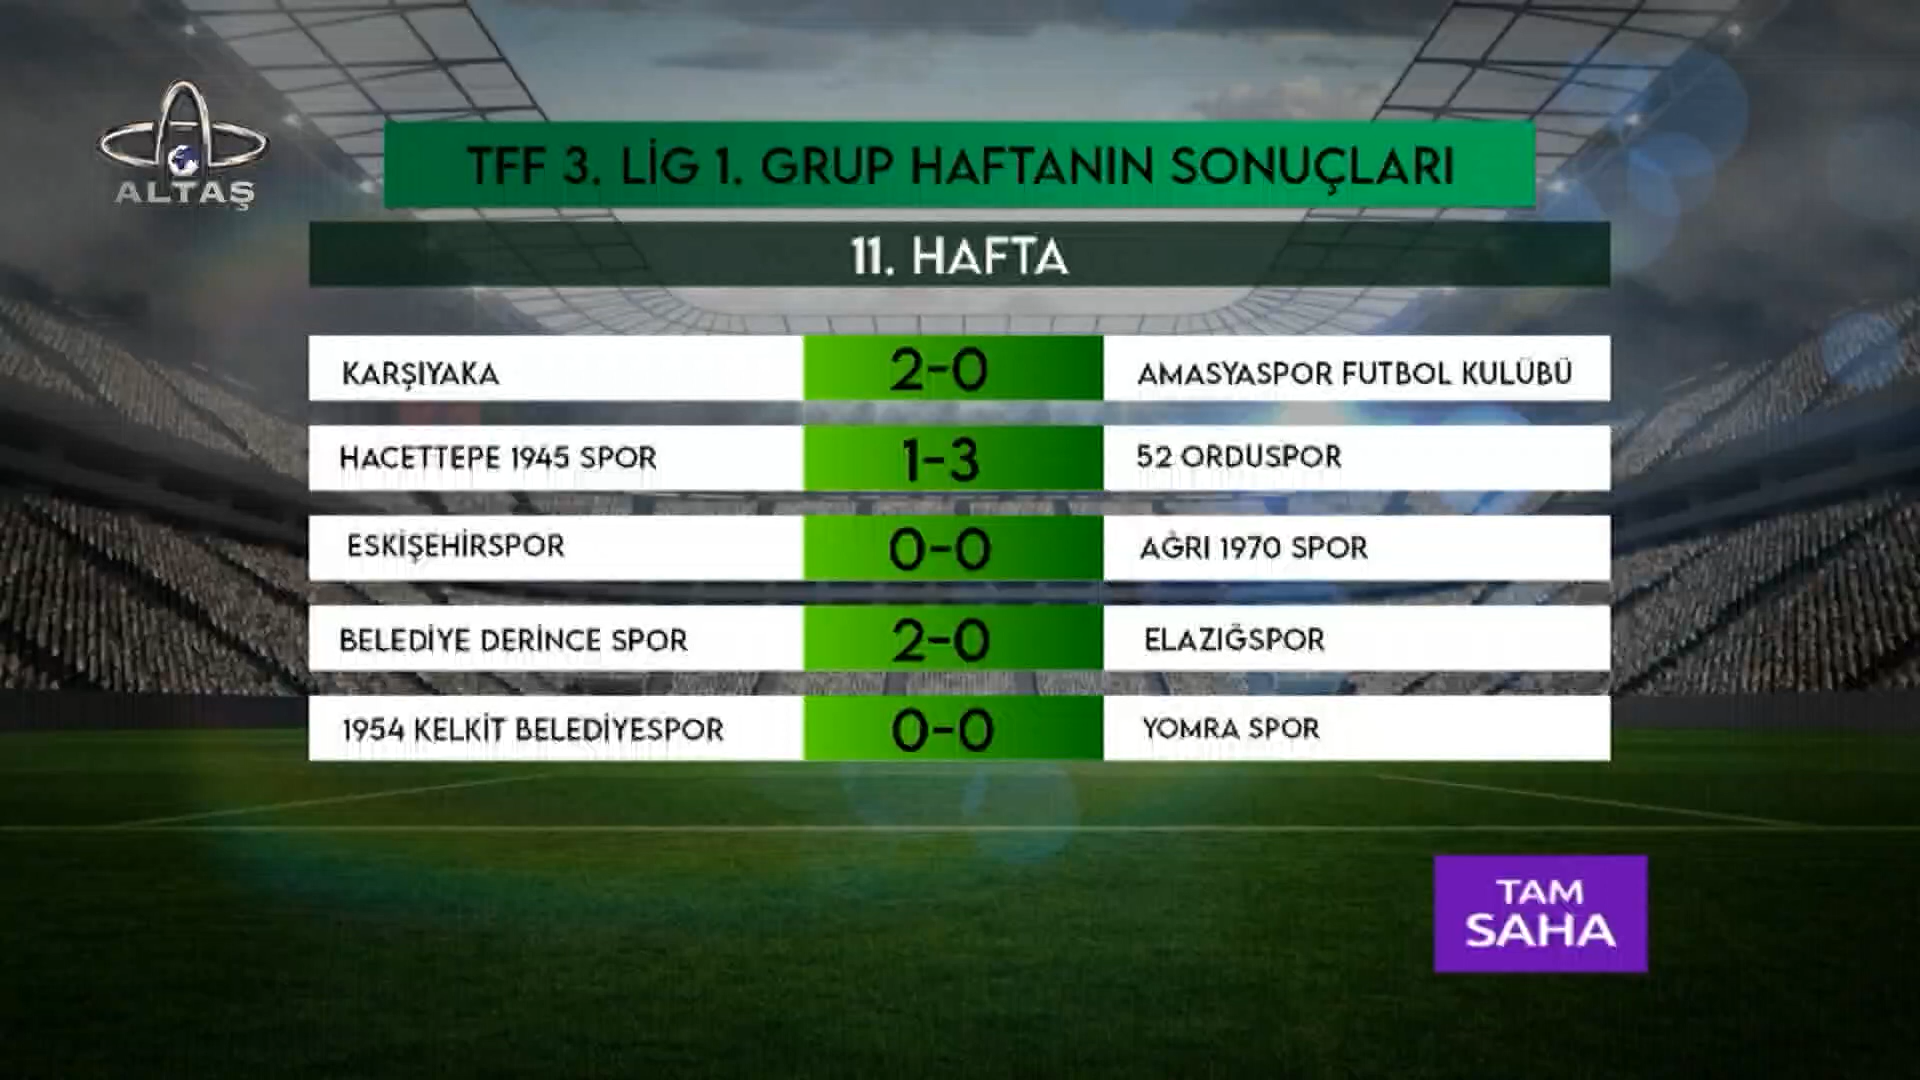 ALTAŞ
TFF 3. LİG 1. GRUP HAFTANIN SONUÇLARI
11. HAFTA
KARŞIYAKA 2-0 AMASYASPOR FUTBOL KULÜBÜ
HACETTEPE 1945 SPOR 1-3 52 ORDUSPOR
ESKİŞEHİRSPOR 0-0 AĞRI 1970 SPOR
BELEDİYE DERİNCE SPOR 2-0 ELAZIĞSPOR
1954 KELKİT BELEDİYESPOR 0-0 YOMRA SPOR
TAM
SAHA